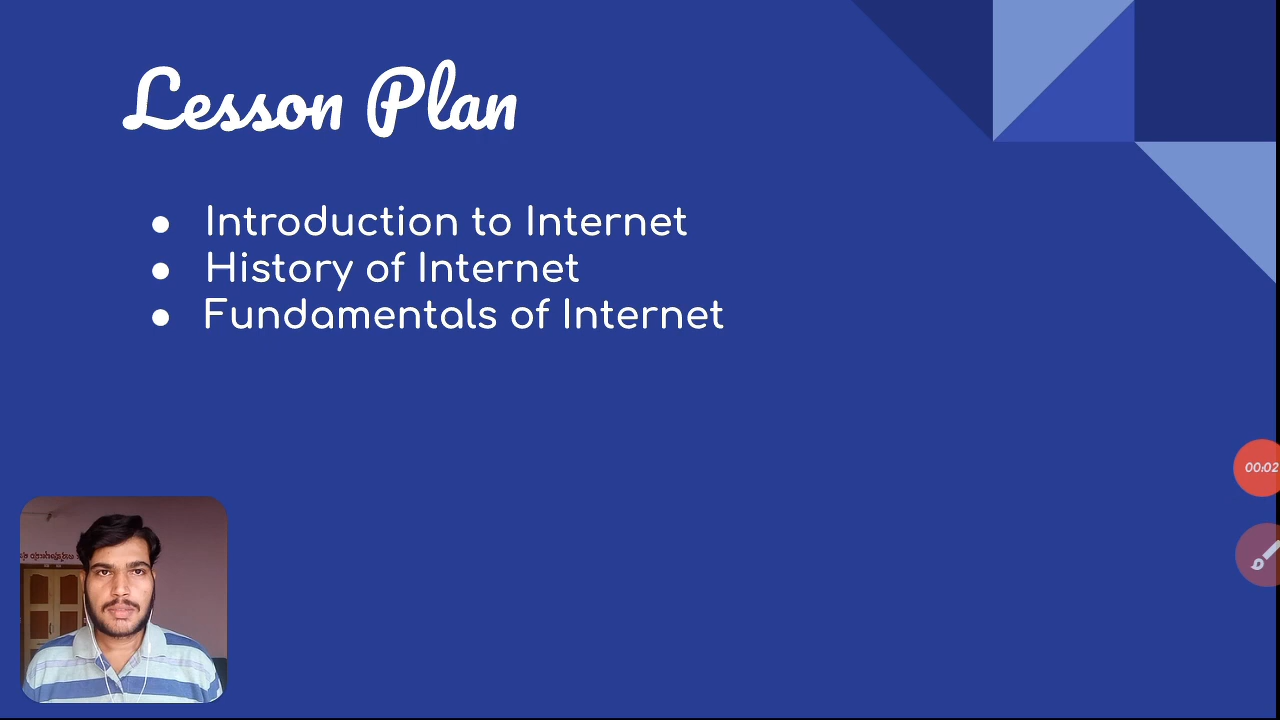 Lesson Plan
● Introduction to Internet
● History of Internet
● Fundamentals of Internet
00:02